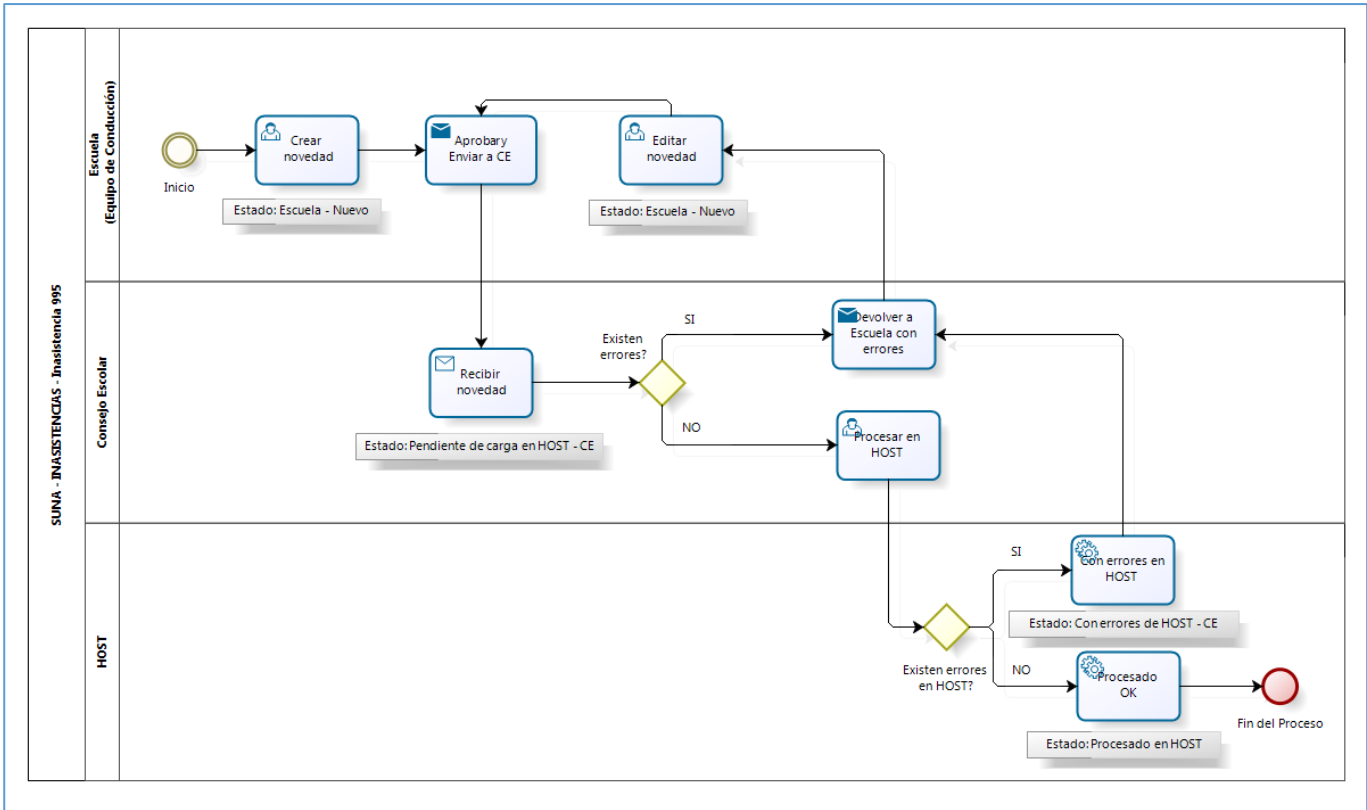 SUNA - INASISTENCIAS - Inasistencia 995
Escuela
(Equipo de Conducción)
Inicio
Crear
novedad
Estado: Escuela - Nuevo
Aprobar y
Enviar a CE
Editar
novedad
Estado: Escuela - Nuevo
Consejo Escolar
Recibir
novedad
Estado: Pendiente de carga en HOST - CE
Existen
errores?
SI
NO
Devolver a
Escuela con
errores
Procesar en
HOST
HOST
Existen errores
en HOST?
SI
NO
Con errores en
HOST
Estado: Con errores de HOST - CE
Procesado
OK
Estado: Procesado en HOST
Fin del Proceso